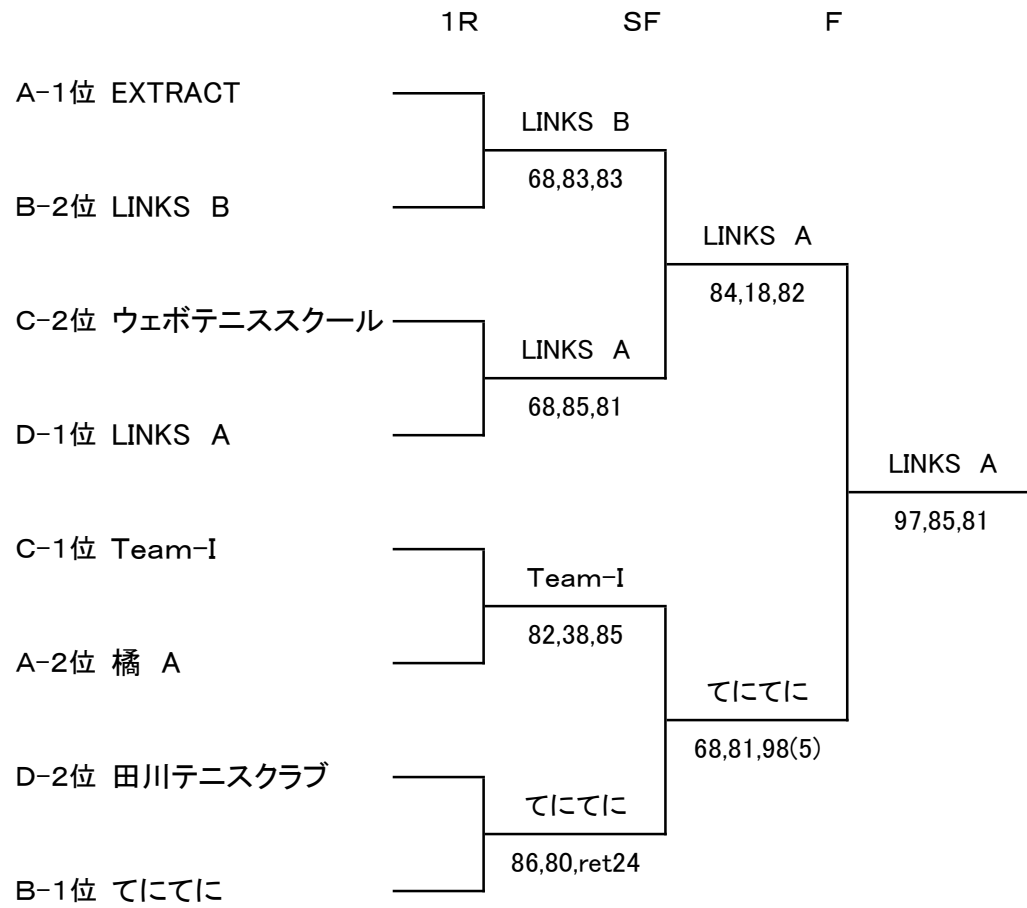 １R SF F
A-1位 EXTRACT
LINKS B
68,83,83
B-2位 LINKS B
LINKS A
84,18,82
C-2位 ウェボテニススクール
LINKS A
68,85,81
D-1位 LINKS A
LINKS A
97,85,81
C-1位 Team-I
Team-I
82,38,85
A-2位 橘 A
てにてに
68,81,98(5)
D-2位 田川テニスクラブ
てにてに
86,80,ret24
B-1位 てにてに